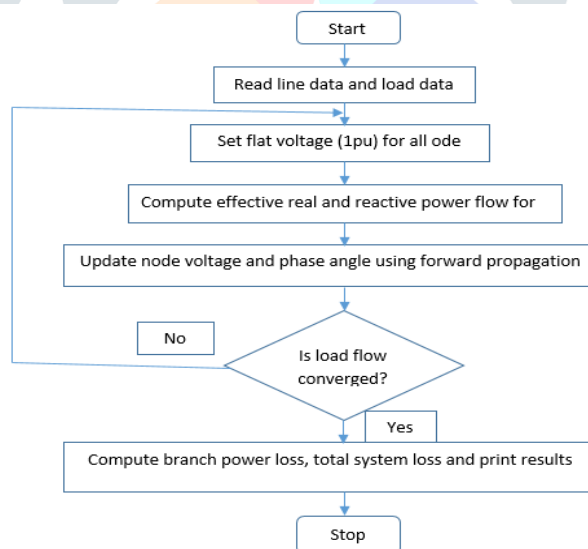 Start
Read line data and load data
Set flat voltage (1pu) for all ode
Compute effective real and reactive power flow for
Update node voltage and phase angle using forward propagation
No
Is load flow
converged?
Yes
Compute branch power loss, total system loss and print results
Stop